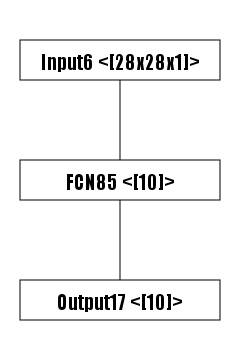 Input6 <[28x28x1]>
FCN85 <[10]>
Output17 <[10]>